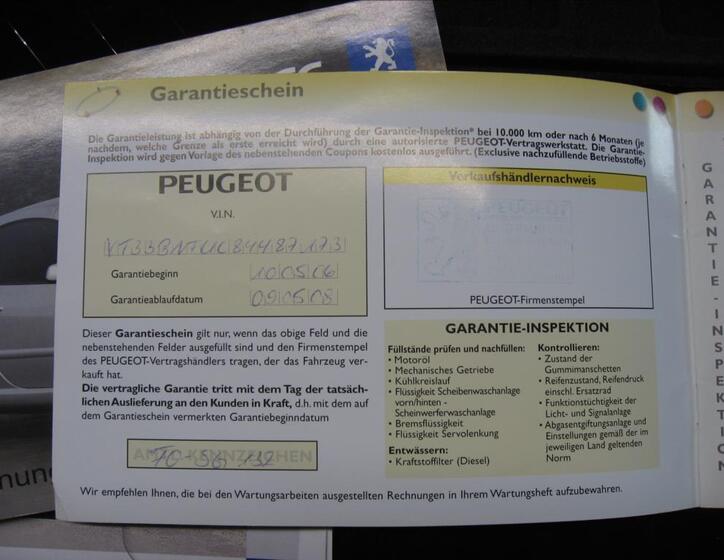 Garantieschein
Die Garantieleistung ist abhängig von der Durchführung der Garantie-Inspektion* bei 10.000 km oder nach 6 Monaten (je
nachdem, welche Grenze als erste erreicht wird) durch eine autorisierte PEUGEOT-Vertragswerkstatt. Die Garantie-
Inspektion wird gegen Vorlage des nebenstehenden Coupons kostenlos ausgeführt. (Exclusive nachzufüllende Betriebsstoffe)
PEUGEOT
V.I.N.
Garantiebeginn 10 05 06
Garantieablaufdatum 09 05 08
Verkaufshändlernachweis
PEUGEOT
PEUGEOT-Firmenstempel
Dieser Garantieschein gilt nur, wenn das obige Feld und die
nebenstehenden Felder ausgefüllt sind und den Firmenstempel
des PEUGEOT-Vertragshändlers tragen, der das Fahrzeug ver-
kauft hat.
Die vertragliche Garantie tritt mit dem Tag der tatsäch-
lichen Auslieferung an den Kunden in Kraft, d.h. mit dem auf
dem Garantieschein vermerkten Garantiebeginndatum
GARANTIE-INSPEKTION
Füllstände prüfen und nachfüllen:
• Motoröl
• Mechanisches Getriebe
• Kühlkreislauf
• Flüssigkeit Scheibenwaschanlage
vorn/hinten -
Scheinwerferwaschanlage
• Bremsflüssigkeit
• Flüssigkeit Servolenkung
Entwässern:
• Kraftstoffilter (Diesel)
Kontrollieren:
• Zustand der
Gummimanschetten
• Reifenzustand, Reifendruck
einschl. Ersatzrad
• Funktionstüchtigkeit der
Licht- und Signalanlage
• Abgasentgiftungsanlage und
Einstellungen gemäß der im
jeweiligen Land geltenden
Norm
Wir empfehlen Ihnen, die bei den Wartungsarbeiten ausgestellten Rechnungen in Ihrem Wartungsheft aufzubewahren.
GARANTIE-INSPEKTION